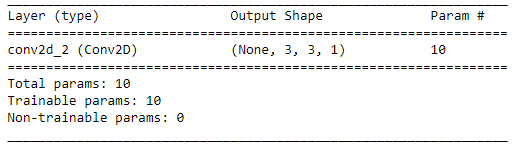 Layer (type) Output Shape Param #
conv2d_2 (Conv2D) (None, 3, 3, 1) 10
Total params: 10
Trainable params: 10
Non-trainable params: 0